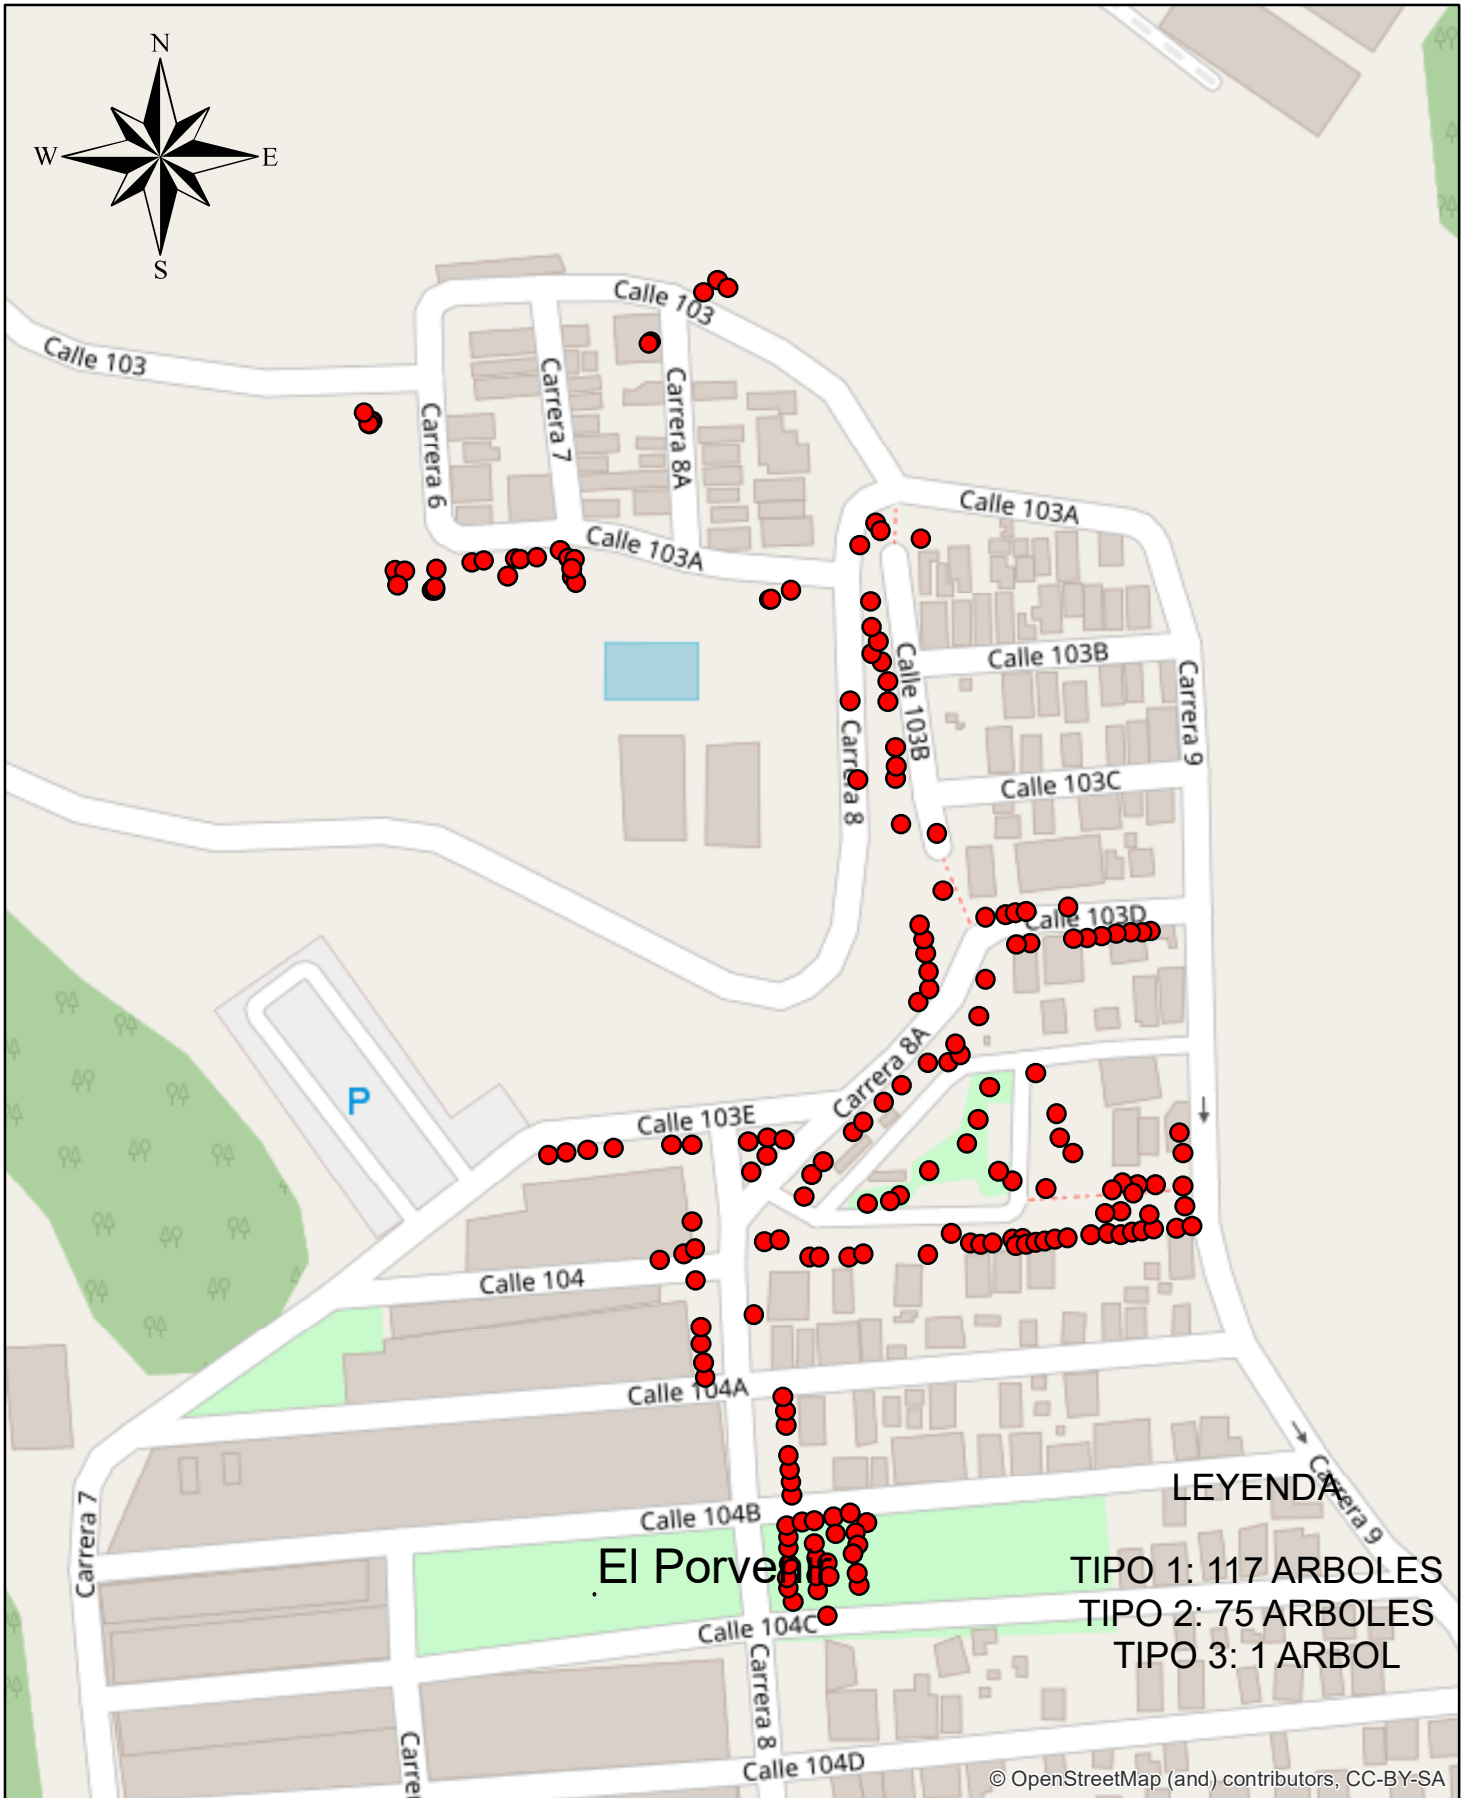 N
W
E
S
Calle 103
Calle 103
Carrera 6
Carrera 7
Carrera 8A
Calle 103A
Calle 103A
Calle 103B
Calle 103B
Carrera 9
Carrera 8
Calle 103C
Calle 103D
Carrera 8A
P
Calle 103E
Calle 104
Calle 104A
Carrera 9
LEYENDA
Carrera 7
Calle 104B
El Porvenir
TIPO 1: 117 ARBOLES
TIPO 2: 75 ARBOLES
TIPO 3: 1 ARBOL
Calle 104C
Carrera 8
Carre
Calle 104D
© OpenStreetMap (and) contributors, CC-BY-SA